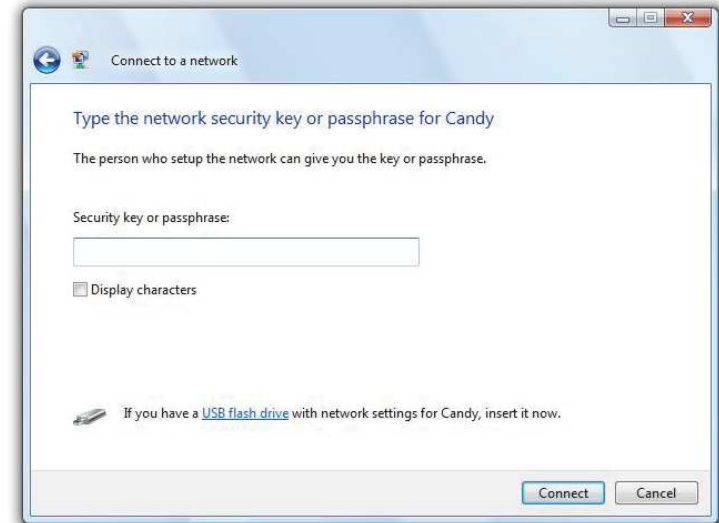 Connect to a network
Type the network security key or passphrase for Candy
The person who setup the network can give you the key or passphrase.
Security key or passphrase:
Display characters
If you have a USB flash drive with network settings for Candy, insert it now.
Connect
Cancel